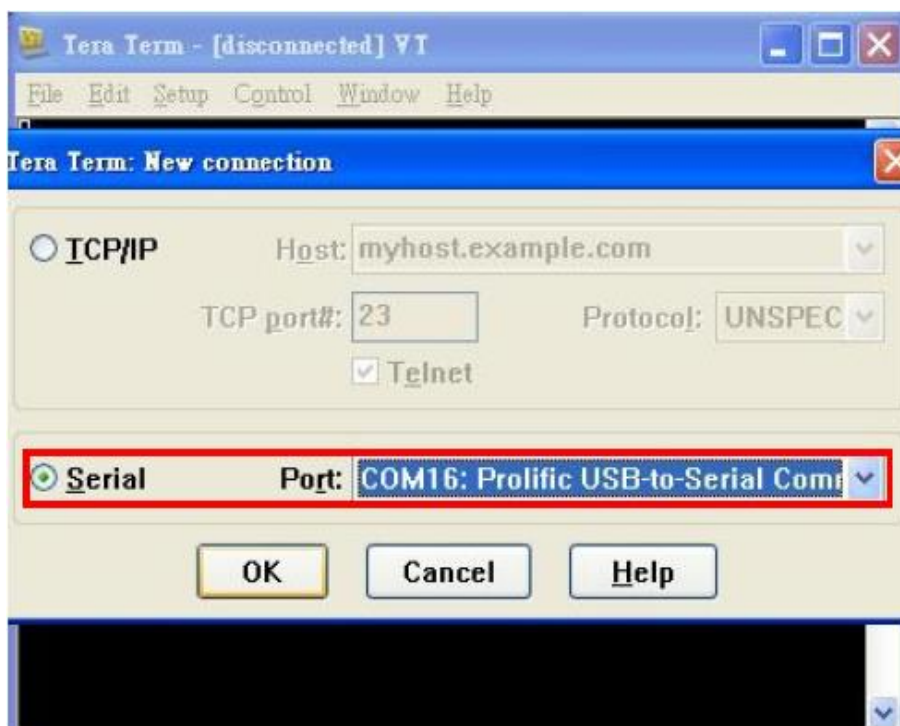 Tera Term - [disconnected] VT
File Edit Setup Control Window Help
Tera Term: New connection
TCP/IP Host: myhost.example.com
TCP port#: 23 Protocol: UNSPEC
Telnet
Serial Port: COM16: Prolific USB-to-Serial Com
OK Cancel Help